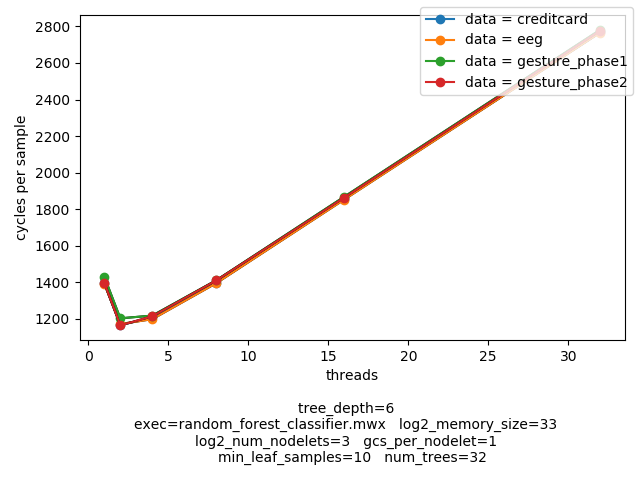 data = creditcard
data = eeg
data = gesture_phase1
data = gesture_phase2
cycles per sample
2800
2600
2400
2200
2000
1800
1600
1400
1200
0 5 10 15 20 25 30
threads
tree_depth=6
exec=random_forest_classifier.mwx log2_memory_size=33
log2_num_nodelets=3 gcs_per_nodelet=1
min_leaf_samples=10 num_trees=32